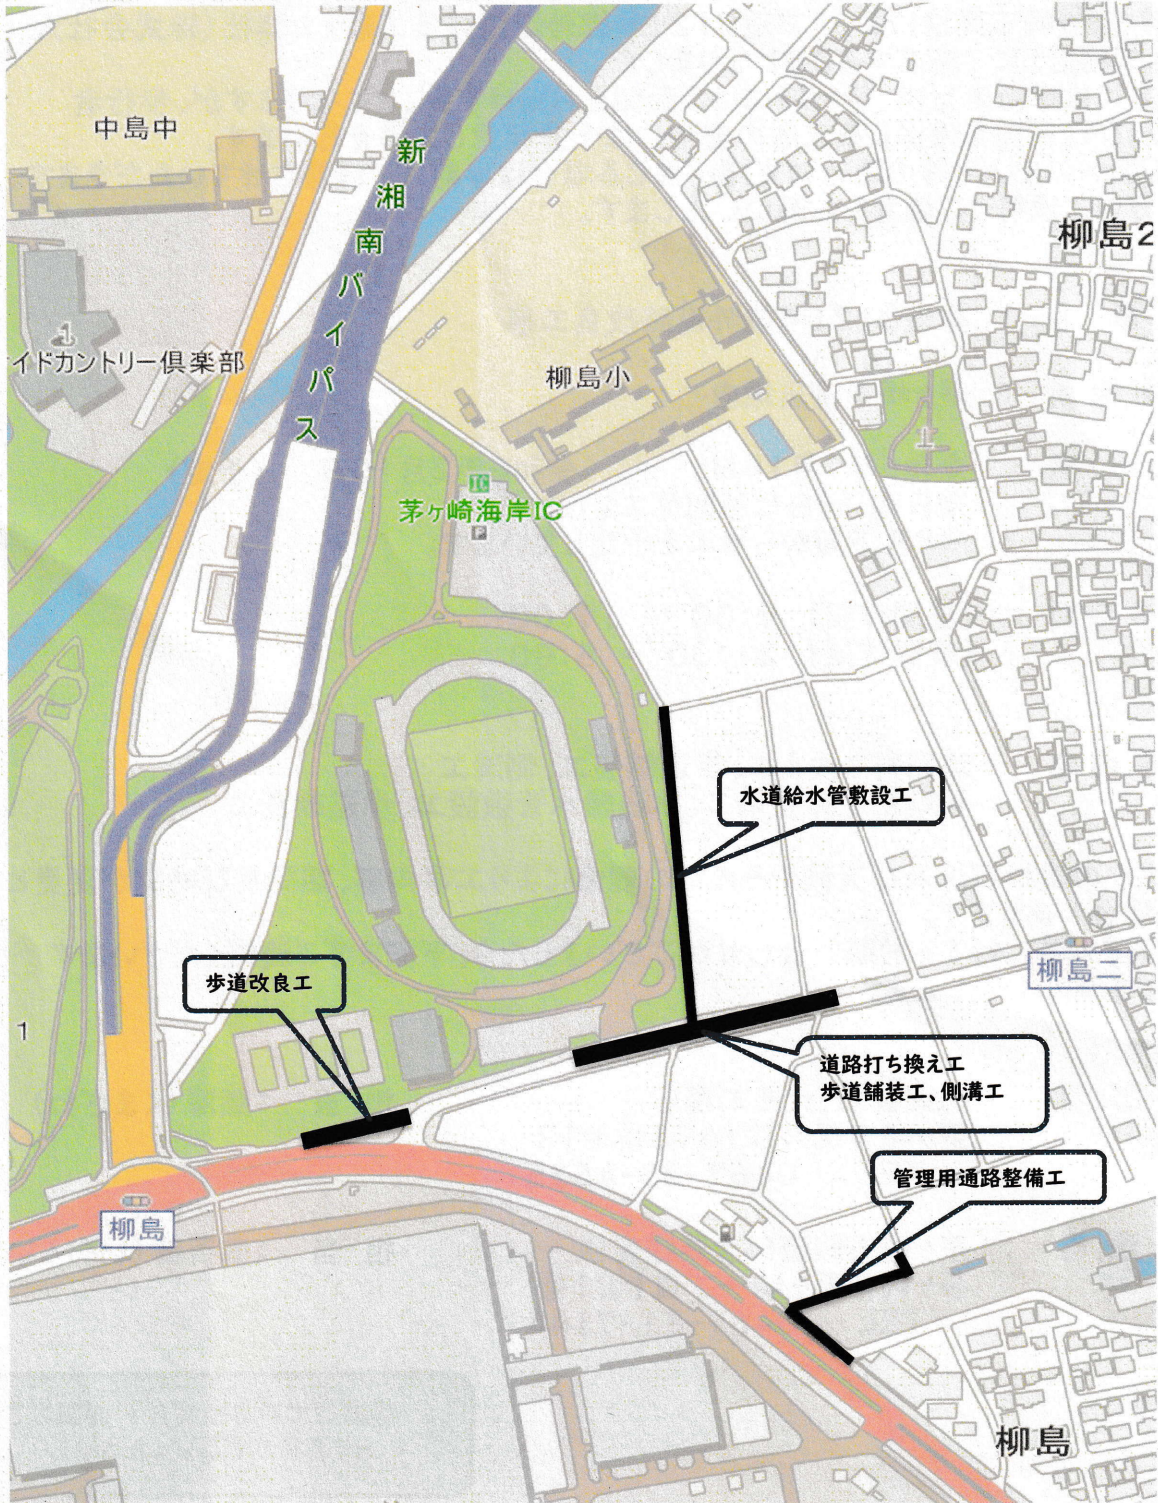 中島中
新湘南バイパス
柳島2
イドカントリー倶楽部
柳島小
IC
茅ヶ崎海岸IC
P
水道給水管敷設工
柳島二
歩道改良工
1
道路打ち換え工
歩道舗装工、側溝工
管理用通路整備工
柳島
柳島